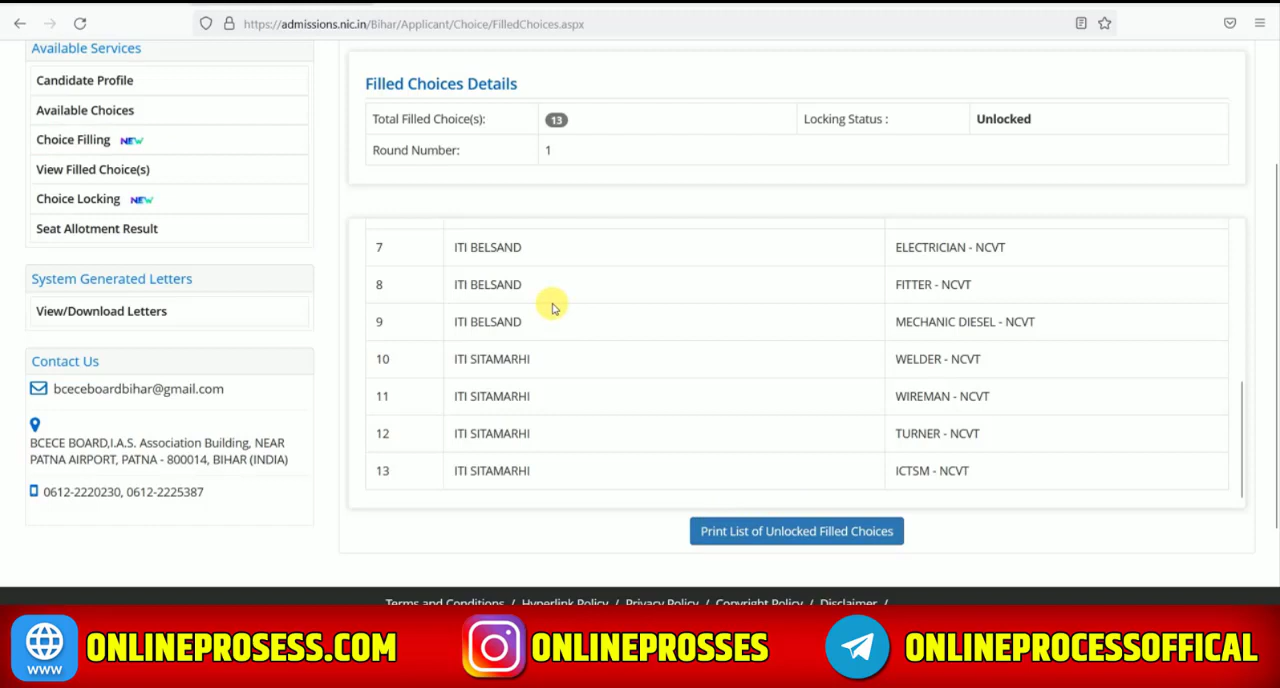 https://admissions.nic.in/Bihar/Applicant/Choice/FilledChoices.aspx
Available Services
Candidate Profile
Available Choices
Choice Filling NEW
View Filled Choice(s)
Choice Locking NEW
Seat Allotment Result
System Generated Letters
View/Download Letters
Contact Us
bceceboardbihar@gmail.com
BCECE BOARD,I.A.S. Association Building, NEAR
PATNA AIRPORT, PATNA - 800014, BIHAR (INDIA)
0612-2220230, 0612-2225387
Filled Choices Details
Total Filled Choice(s): 13 Locking Status : Unlocked
Round Number: 1
7 ITI BELSAND ELECTRICIAN - NCVT
8 ITI BELSAND FITTER - NCVT
9 ITI BELSAND MECHANIC DIESEL - NCVT
10 ITI SITAMARHI WELDER - NCVT
11 ITI SITAMARHI WIREMAN - NCVT
12 ITI SITAMARHI TURNER - NCVT
13 ITI SITAMARHI ICTSM - NCVT
Print List of Unlocked Filled Choices
Terms and Conditions / Hyperlink Policy / Privacy Policy / Copyright Policy / Disclaimer /
WWW ONLINEPROSESS.COM ONLINEPROSSES ONLINEPROCESSOFFICAL